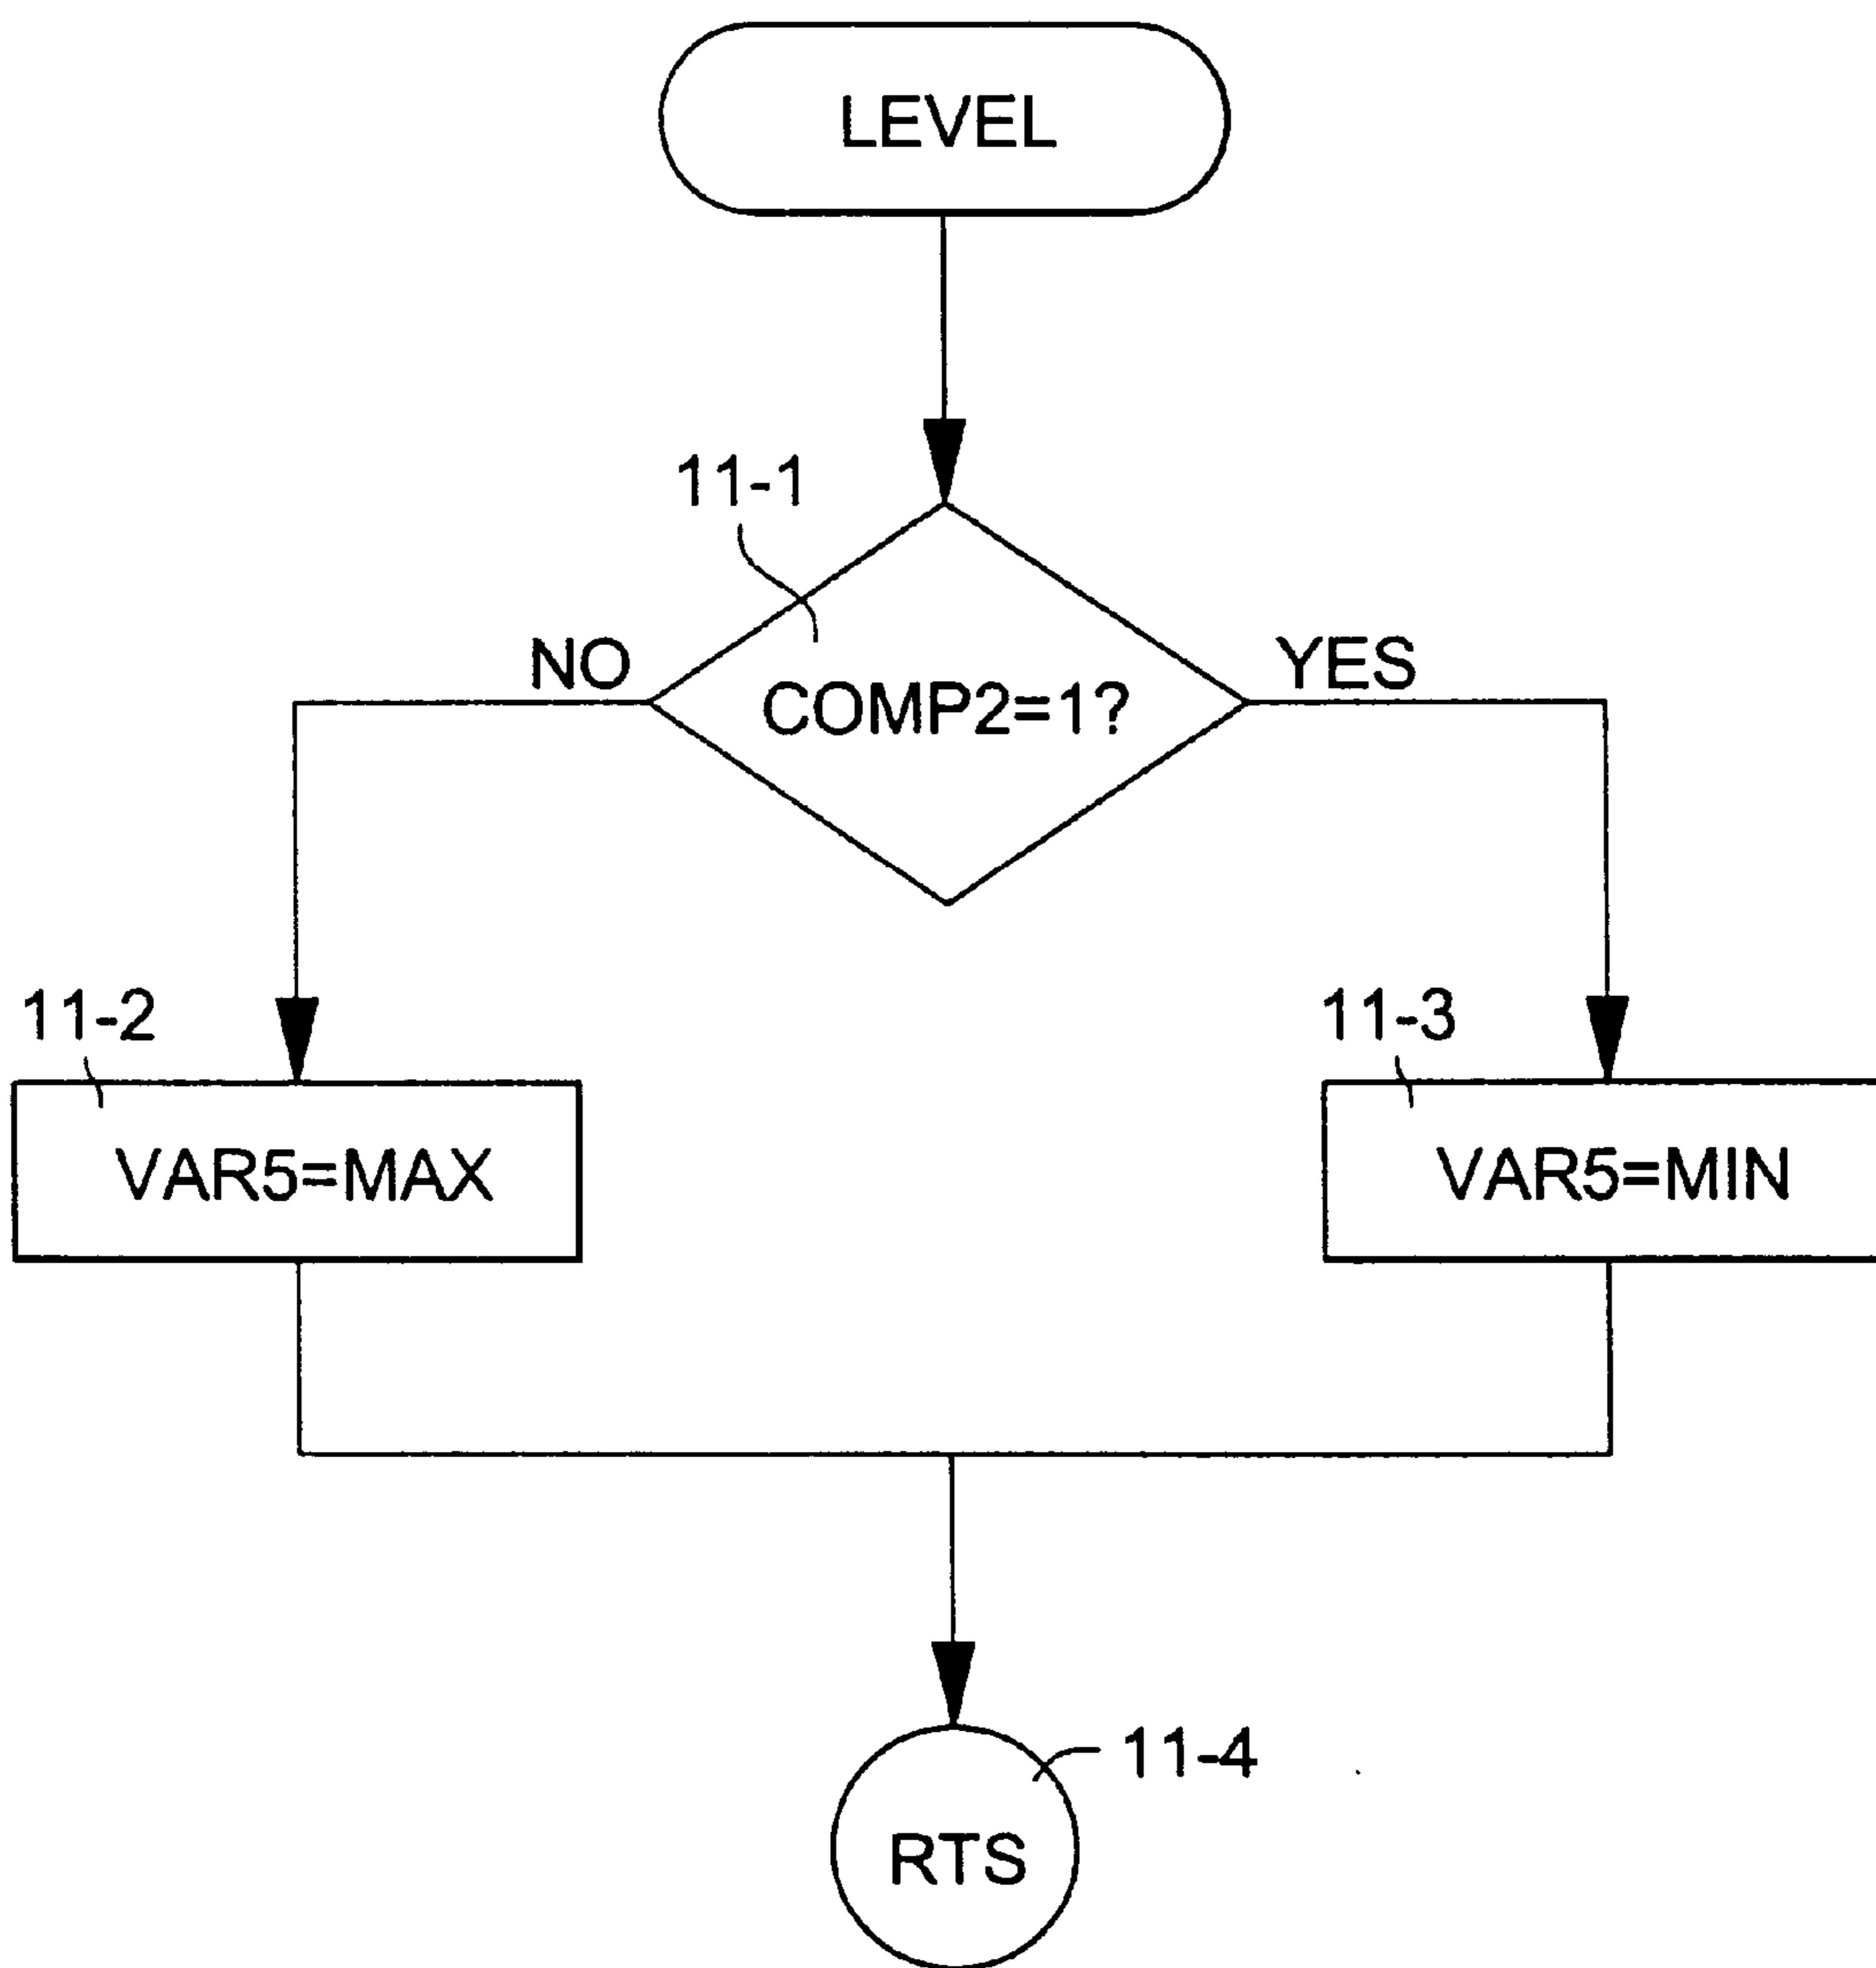 LEVEL
11-1
NO
YES
COMP2=1?
11-2
11-3
VAR5=MAX
VAR5=MIN
11-4
RTS